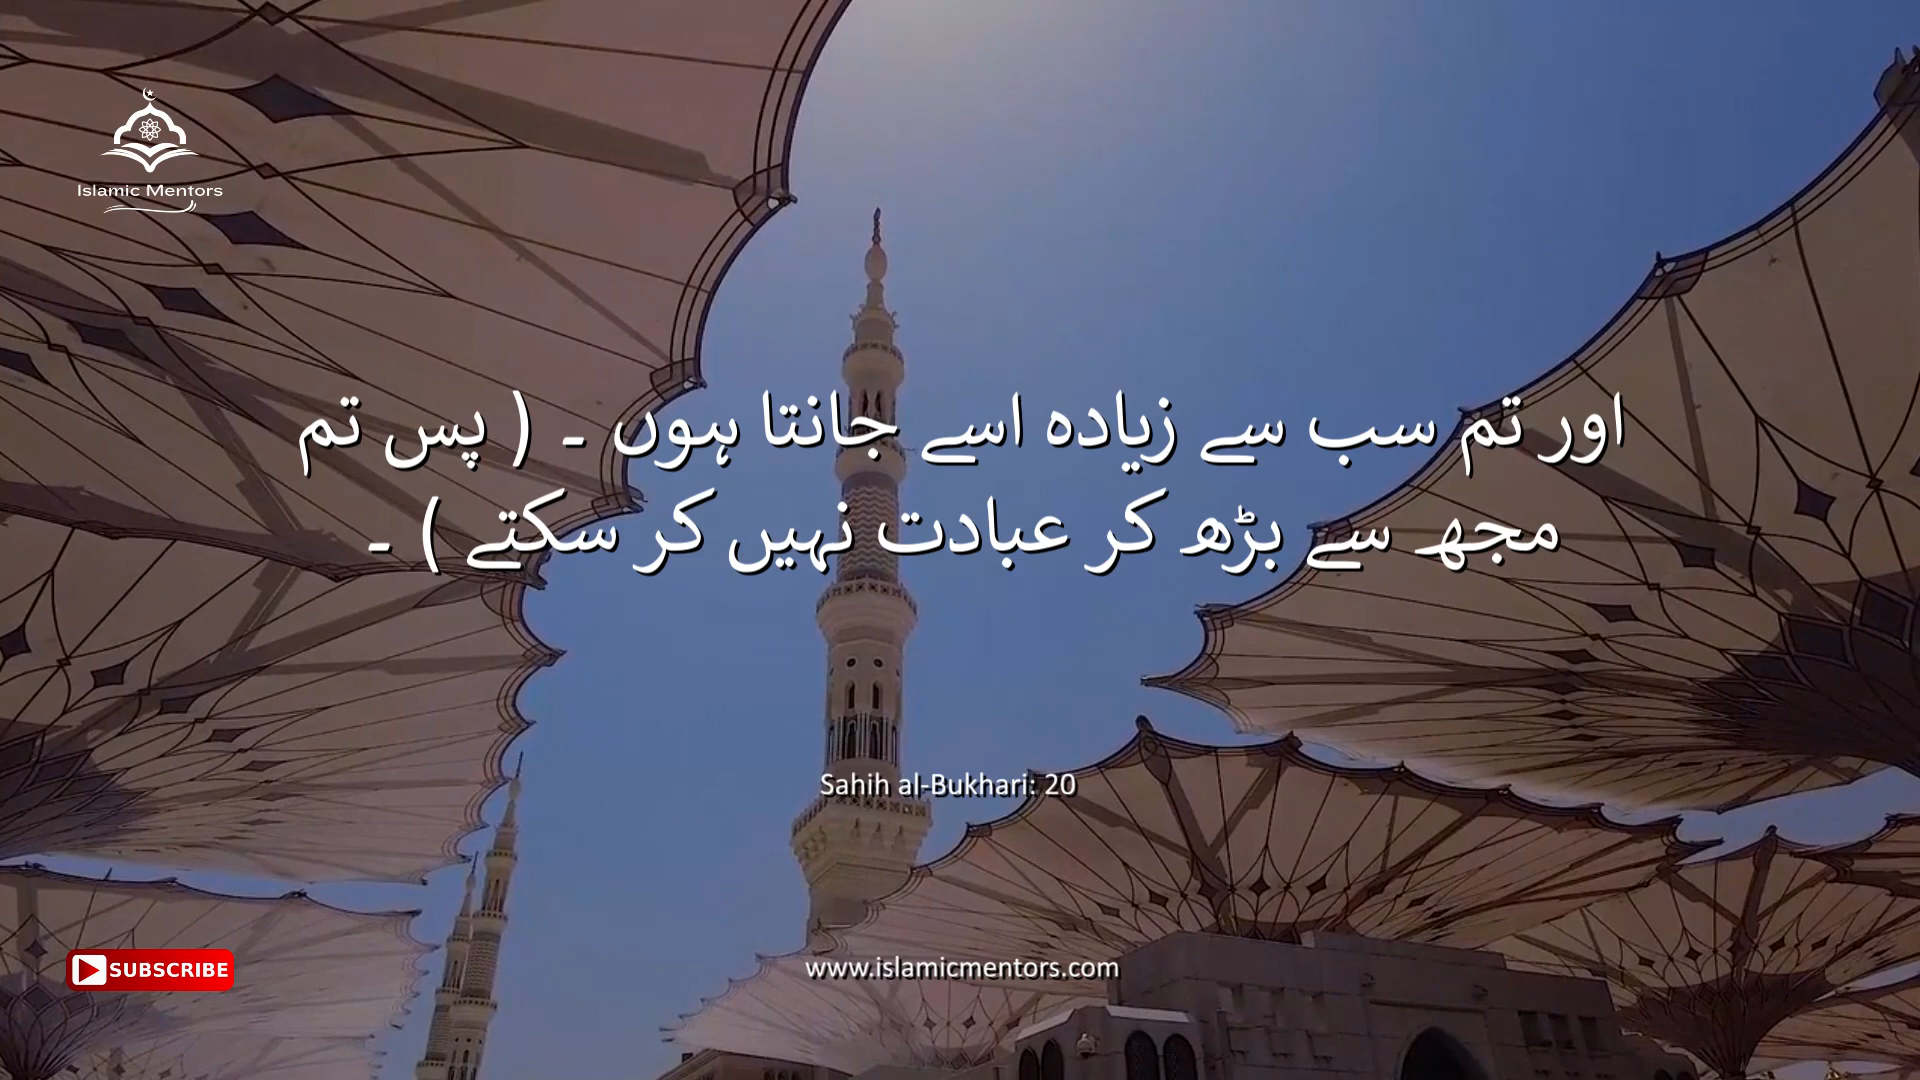 Islamic Mentors
اور تم سب سے زیادہ اسے جانتا ہوں ۔ ( پس تم
مجھ سے بڑھ کر عبادت نہیں کر سکتے ) ۔
Sahih al-Bukhari: 20
www.islamicmentors.com
SUBSCRIBE